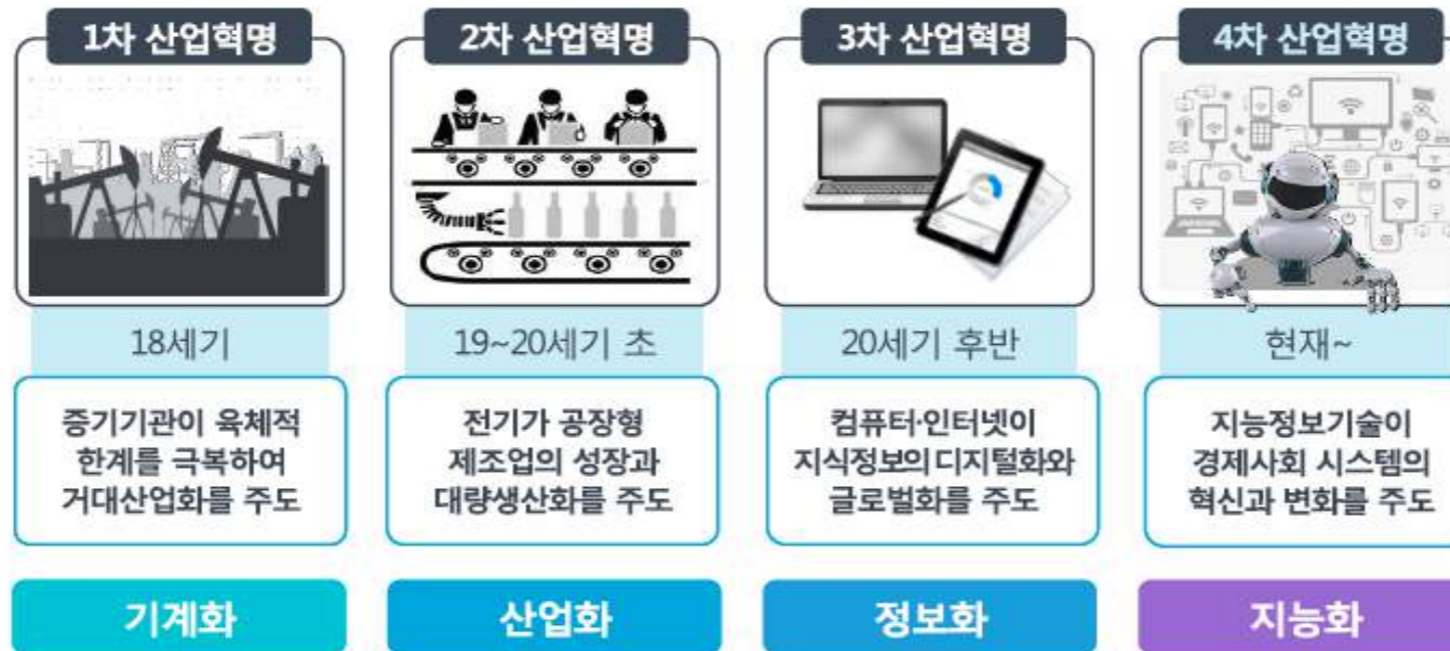 1차 산업혁명
18세기
증기기관이 육체적
한계를 극복하여
거대산업화를 주도
기계화
2차 산업혁명
19~20세기 초
전기가 공장형
제조업의 성장과
대량생산화를 주도
산업화
3차 산업혁명
20세기 후반
컴퓨터·인터넷이
지식정보의 디지털화와
글로벌화를 주도
정보화
4차 산업혁명
현재~
지능정보기술이
경제사회 시스템의
혁신과 변화를 주도
지능화